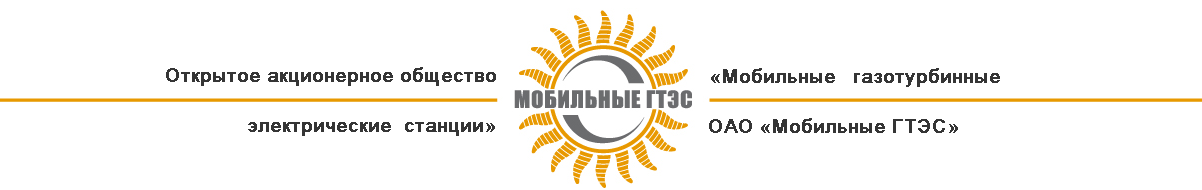 Открытое акционерное общество «Мобильные газотурбинные
МОБИЛЬНЫЕ ГТЭС
электрические станции» ОАО «Мобильные ГТЭС»